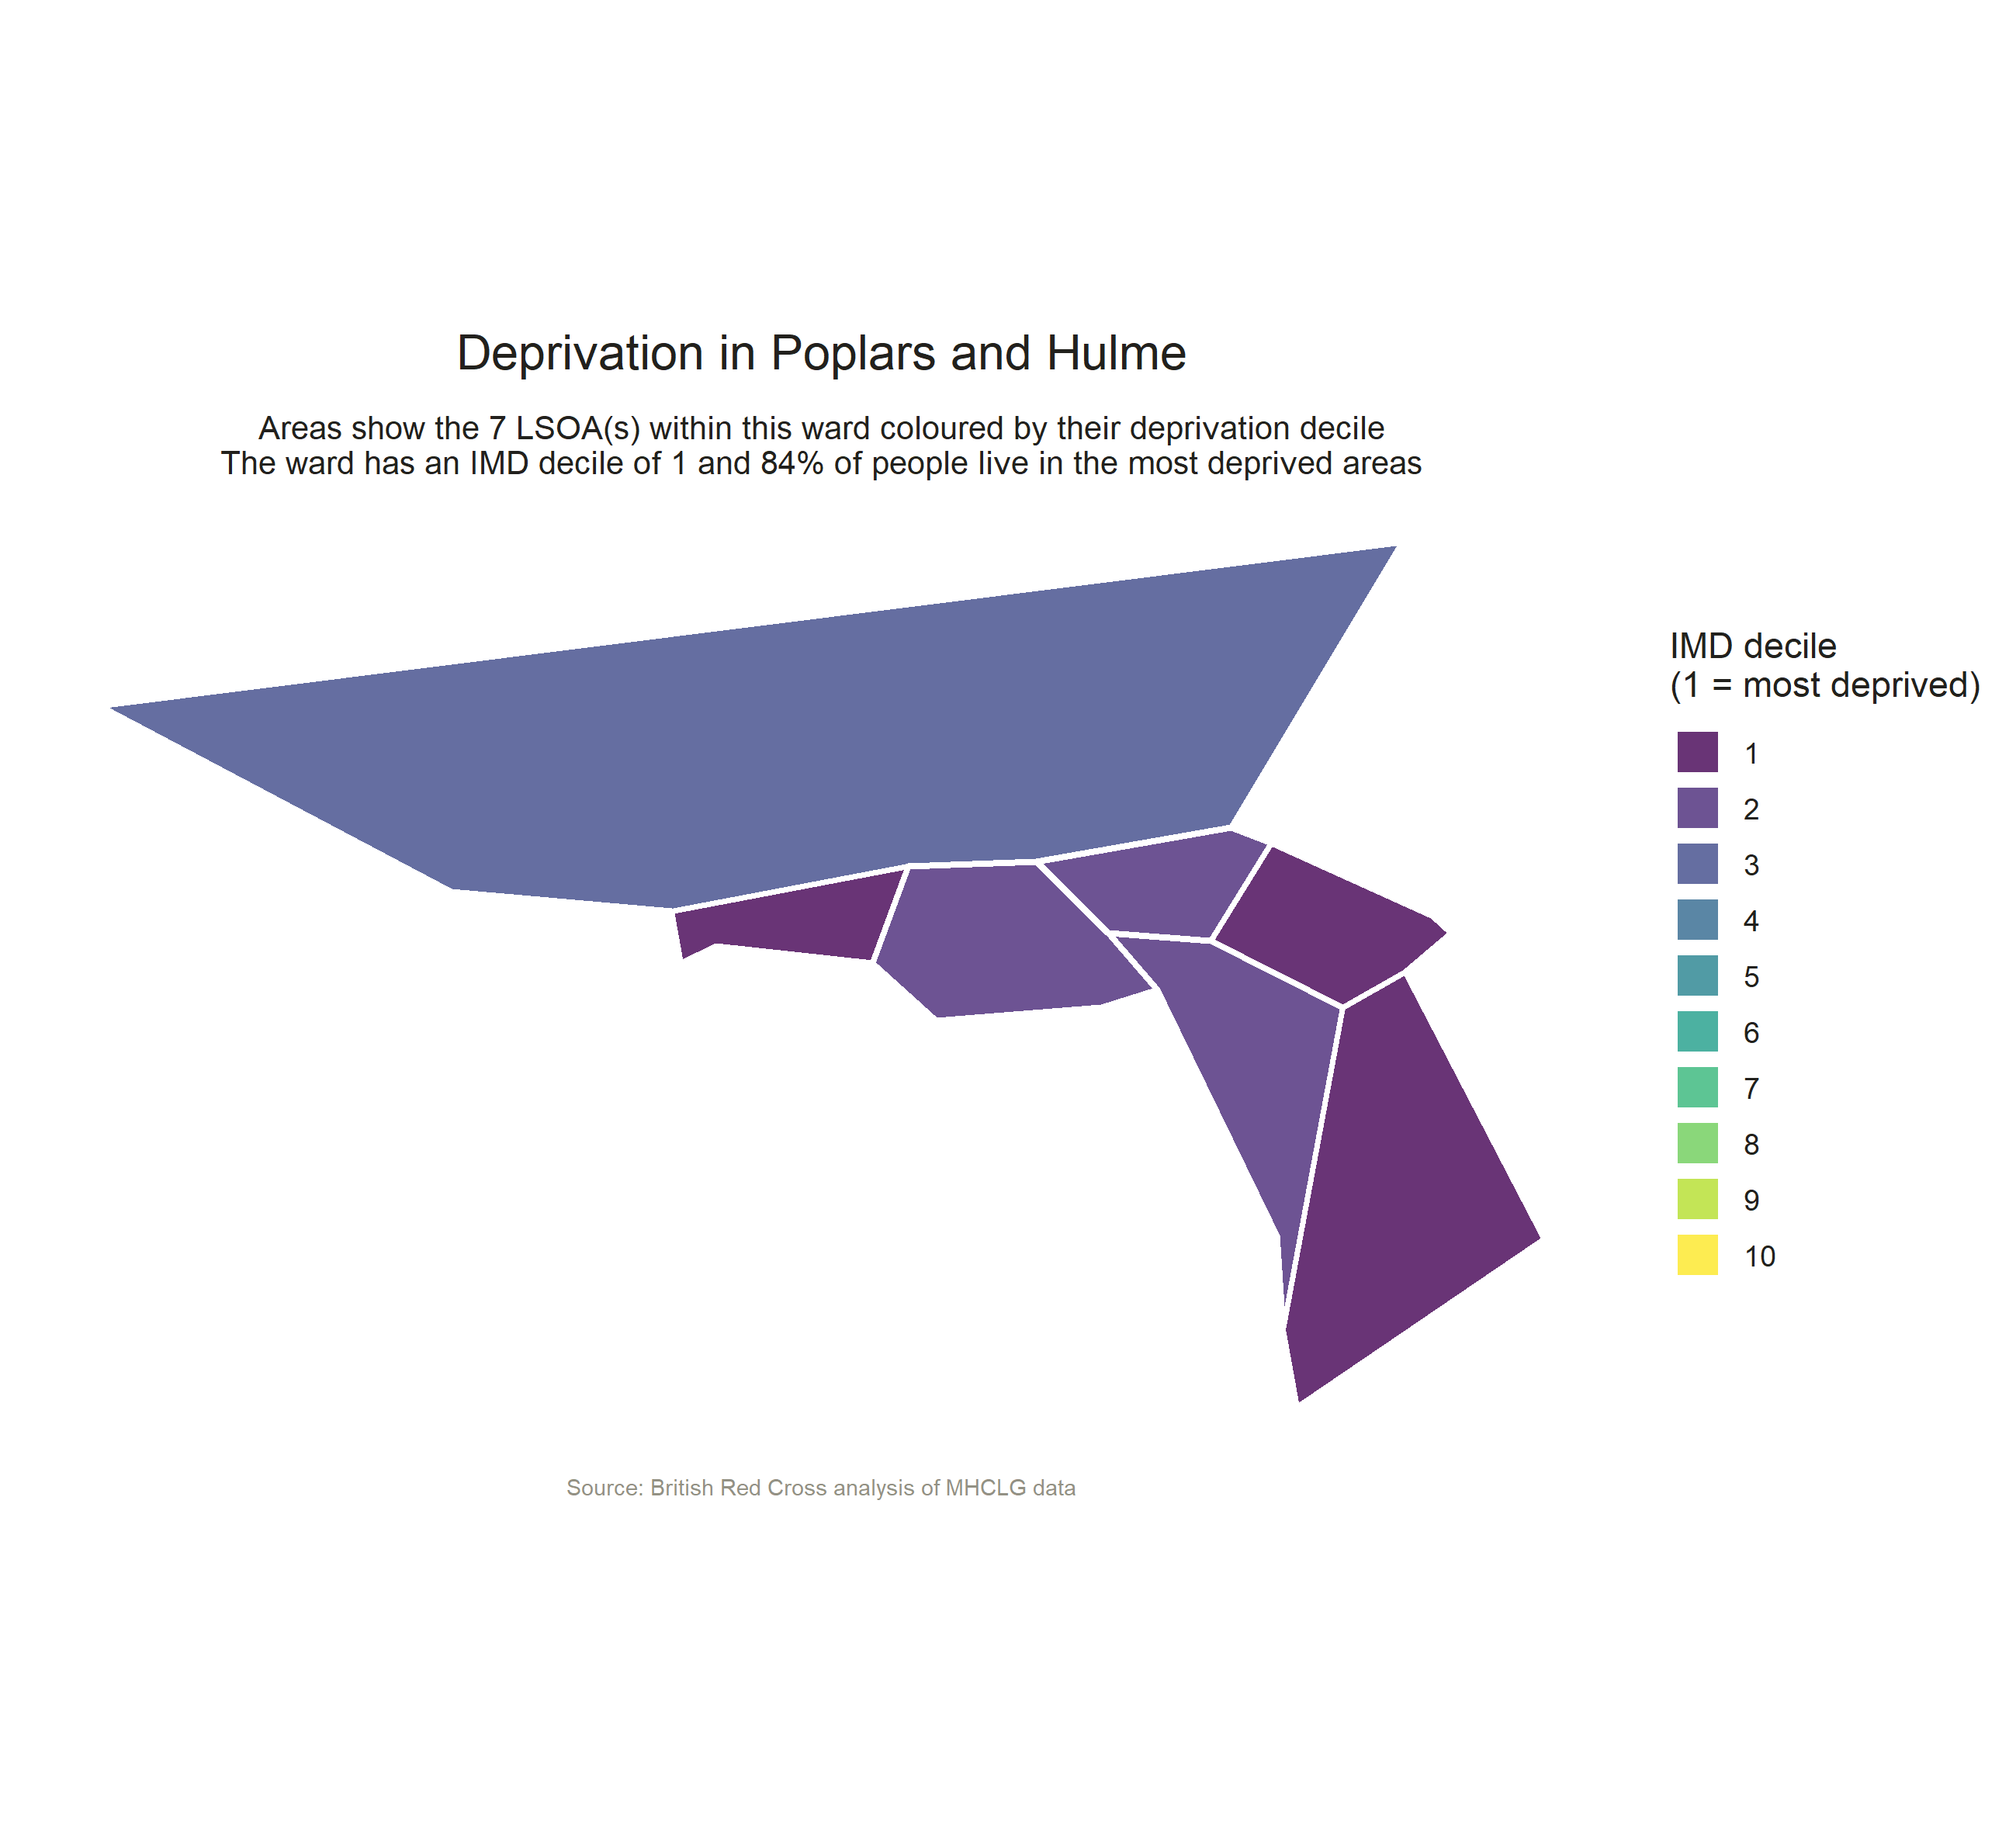 Deprivation in Poplars and Hulme
Areas show the 7 LSOA(s) within this ward coloured by their deprivation decile
The ward has an IMD decile of 1 and 84% of people live in the most deprived areas
IMD decile
(1 = most deprived)
1
2
3
4
5
6
7
8
9
10
Source: British Red Cross analysis of MHCLG data